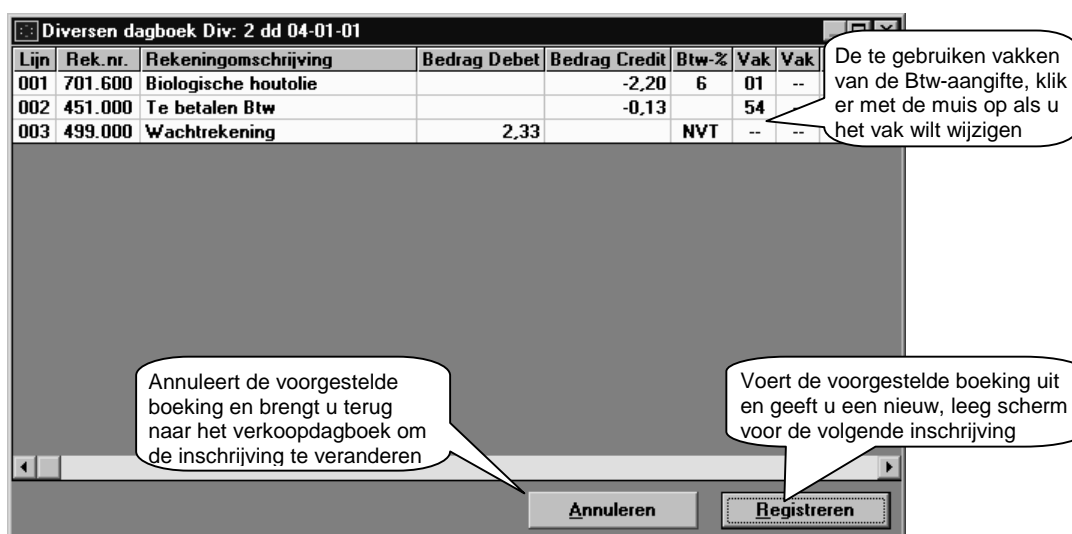 Diversen dagboek Div: 2 dd 04-01-01
Lijn Rek.nr. Rekeningomschrijving Bedrag Debet Bedrag Credit Btw-% Vak Vak
001 701.600 Biologische houtolie -2,20 6 01 --
002 451.000 Te betalen Btw -0,13 54 -
003 499.000 Wachtrekening 2,33 NVT -- --
De te gebruiken vakken
van de Btw-aangifte, klik
er met de muis op als u
het vak wilt wijzigen
Annuleert de voorgestelde
boeking en brengt u terug
naar het verkoopdagboek om
de inschrijving te veranderen
Voert de voorgestelde boeking uit
en geeft u een nieuw, leeg scherm
voor de volgende inschrijving
Annuleren Registreren